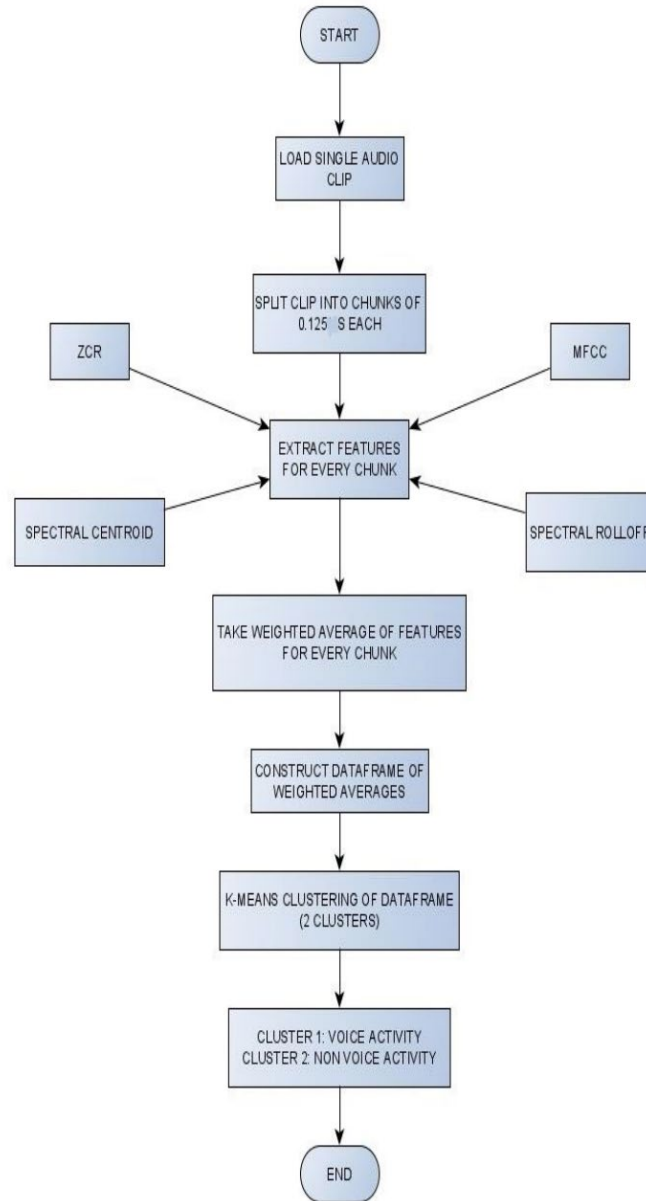 START
LOAD SINGLE AUDIO
CLIP
SPLIT CLIP INTO CHUNKS OF
0.125 S EACH
ZCR
MFCC
EXTRACT FEATURES
FOR EVERY CHUNK
SPECTRAL CENTROID
SPECTRAL ROLLOFF
TAKE WEIGHTED AVERAGE OF FEATURES
FOR EVERY CHUNK
CONSTRUCT DATAFRAME OF
WEIGHTED AVERAGES
K-MEANS CLUSTERING OF DATAFRAME
(2 CLUSTERS)
CLUSTER 1: VOICE ACTIVITY
CLUSTER 2: NON VOICE ACTIVITY
END